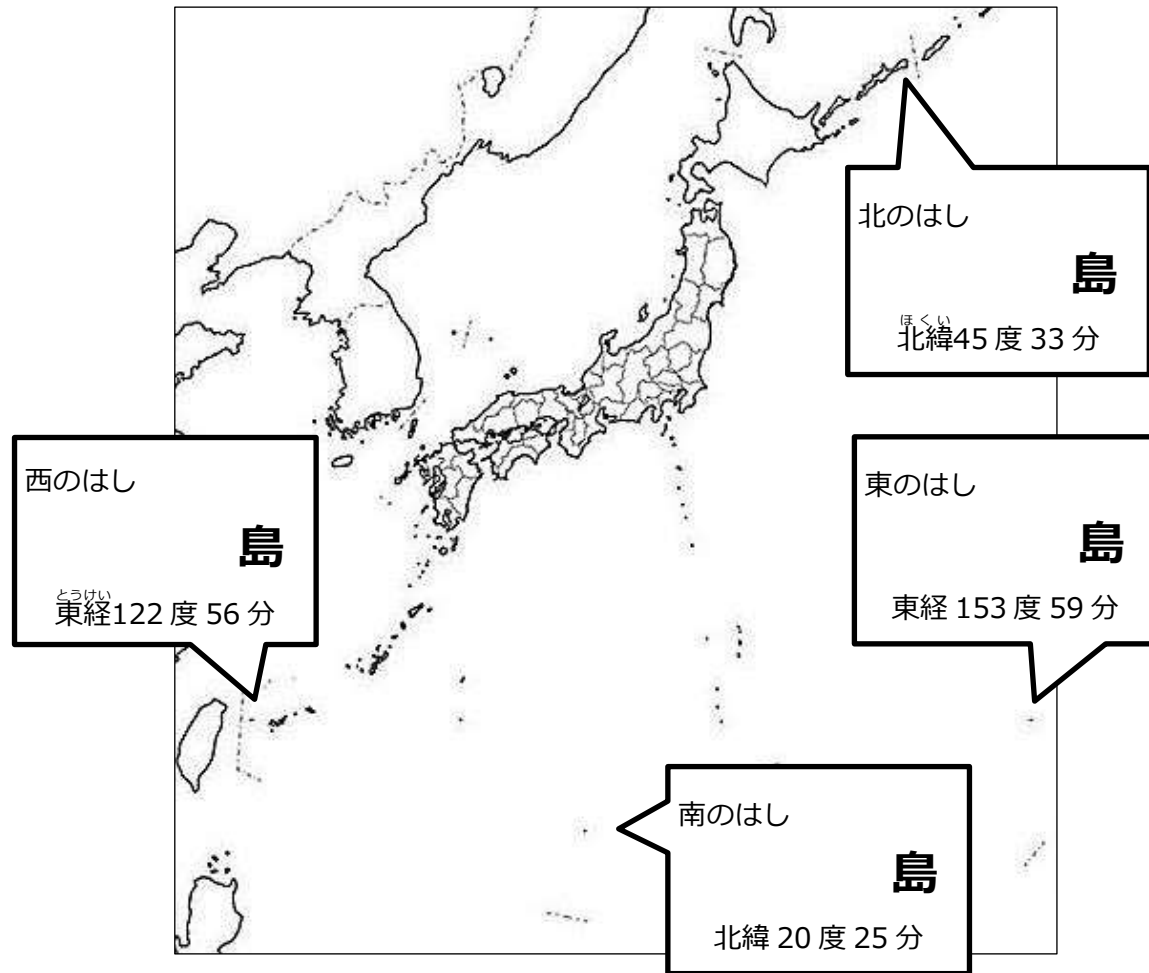 北のはし
島
ほくい
北緯45度33分
西のはし
島
とうけい
東経122度56分
東のはし
島
東経153度59分
南のはし
島
北緯20度25分